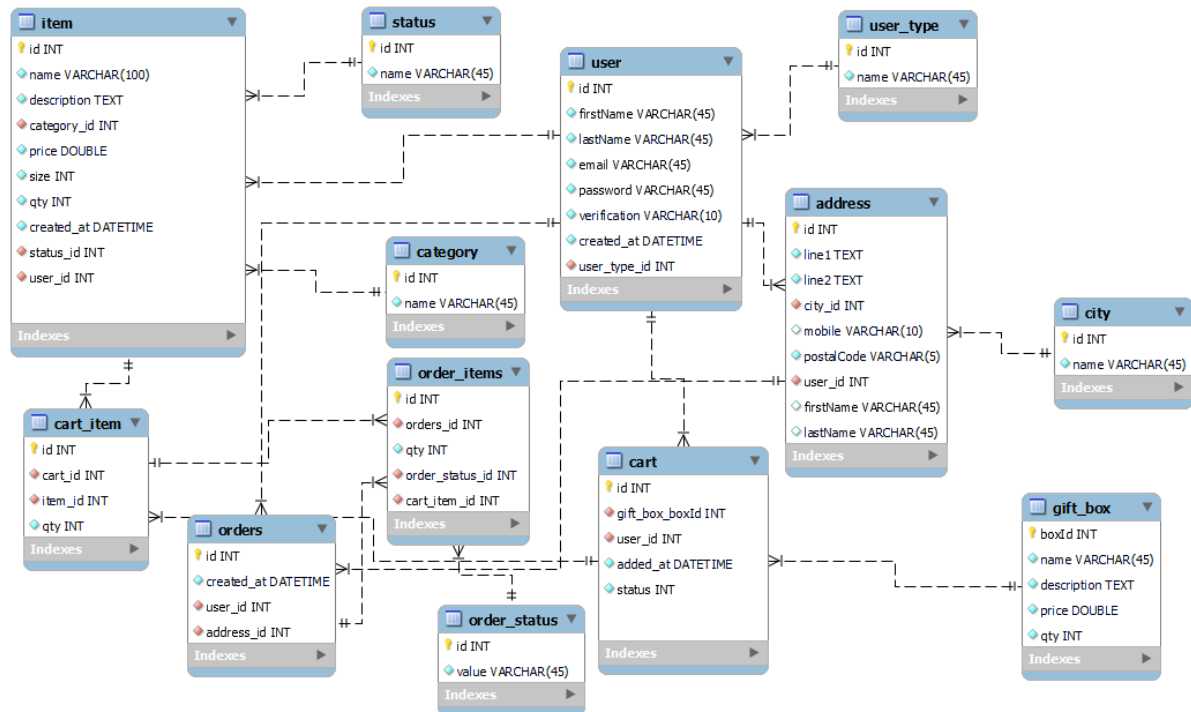 item
id INT
name VARCHAR(100)
description TEXT
category_id INT
price DOUBLE
size INT
qty INT
created_at DATETIME
status_id INT
user_id INT
Indexes
status
id INT
name VARCHAR(45)
Indexes
user
id INT
firstName VARCHAR(45)
lastName VARCHAR(45)
email VARCHAR(45)
password VARCHAR(45)
verification VARCHAR(10)
created_at DATETIME
user_type_id INT
Indexes
user_type
id INT
name VARCHAR(45)
Indexes
address
id INT
line1 TEXT
line2 TEXT
city_id INT
mobile VARCHAR(10)
postalCode VARCHAR(5)
user_id INT
firstName VARCHAR(45)
lastName VARCHAR(45)
Indexes
category
id INT
name VARCHAR(45)
Indexes
city
id INT
name VARCHAR(45)
Indexes
order_items
id INT
orders_id INT
qty INT
order_status_id INT
cart_item_id INT
Indexes
cart_item
id INT
cart_id INT
item_id INT
qty INT
Indexes
cart
id INT
gift_box_boxId INT
user_id INT
added_at DATETIME
status INT
Indexes
gift_box
boxId INT
name VARCHAR(45)
description TEXT
price DOUBLE
qty INT
Indexes
orders
id INT
created_at DATETIME
user_id INT
address_id INT
Indexes
order_status
id INT
value VARCHAR(45)
Indexes